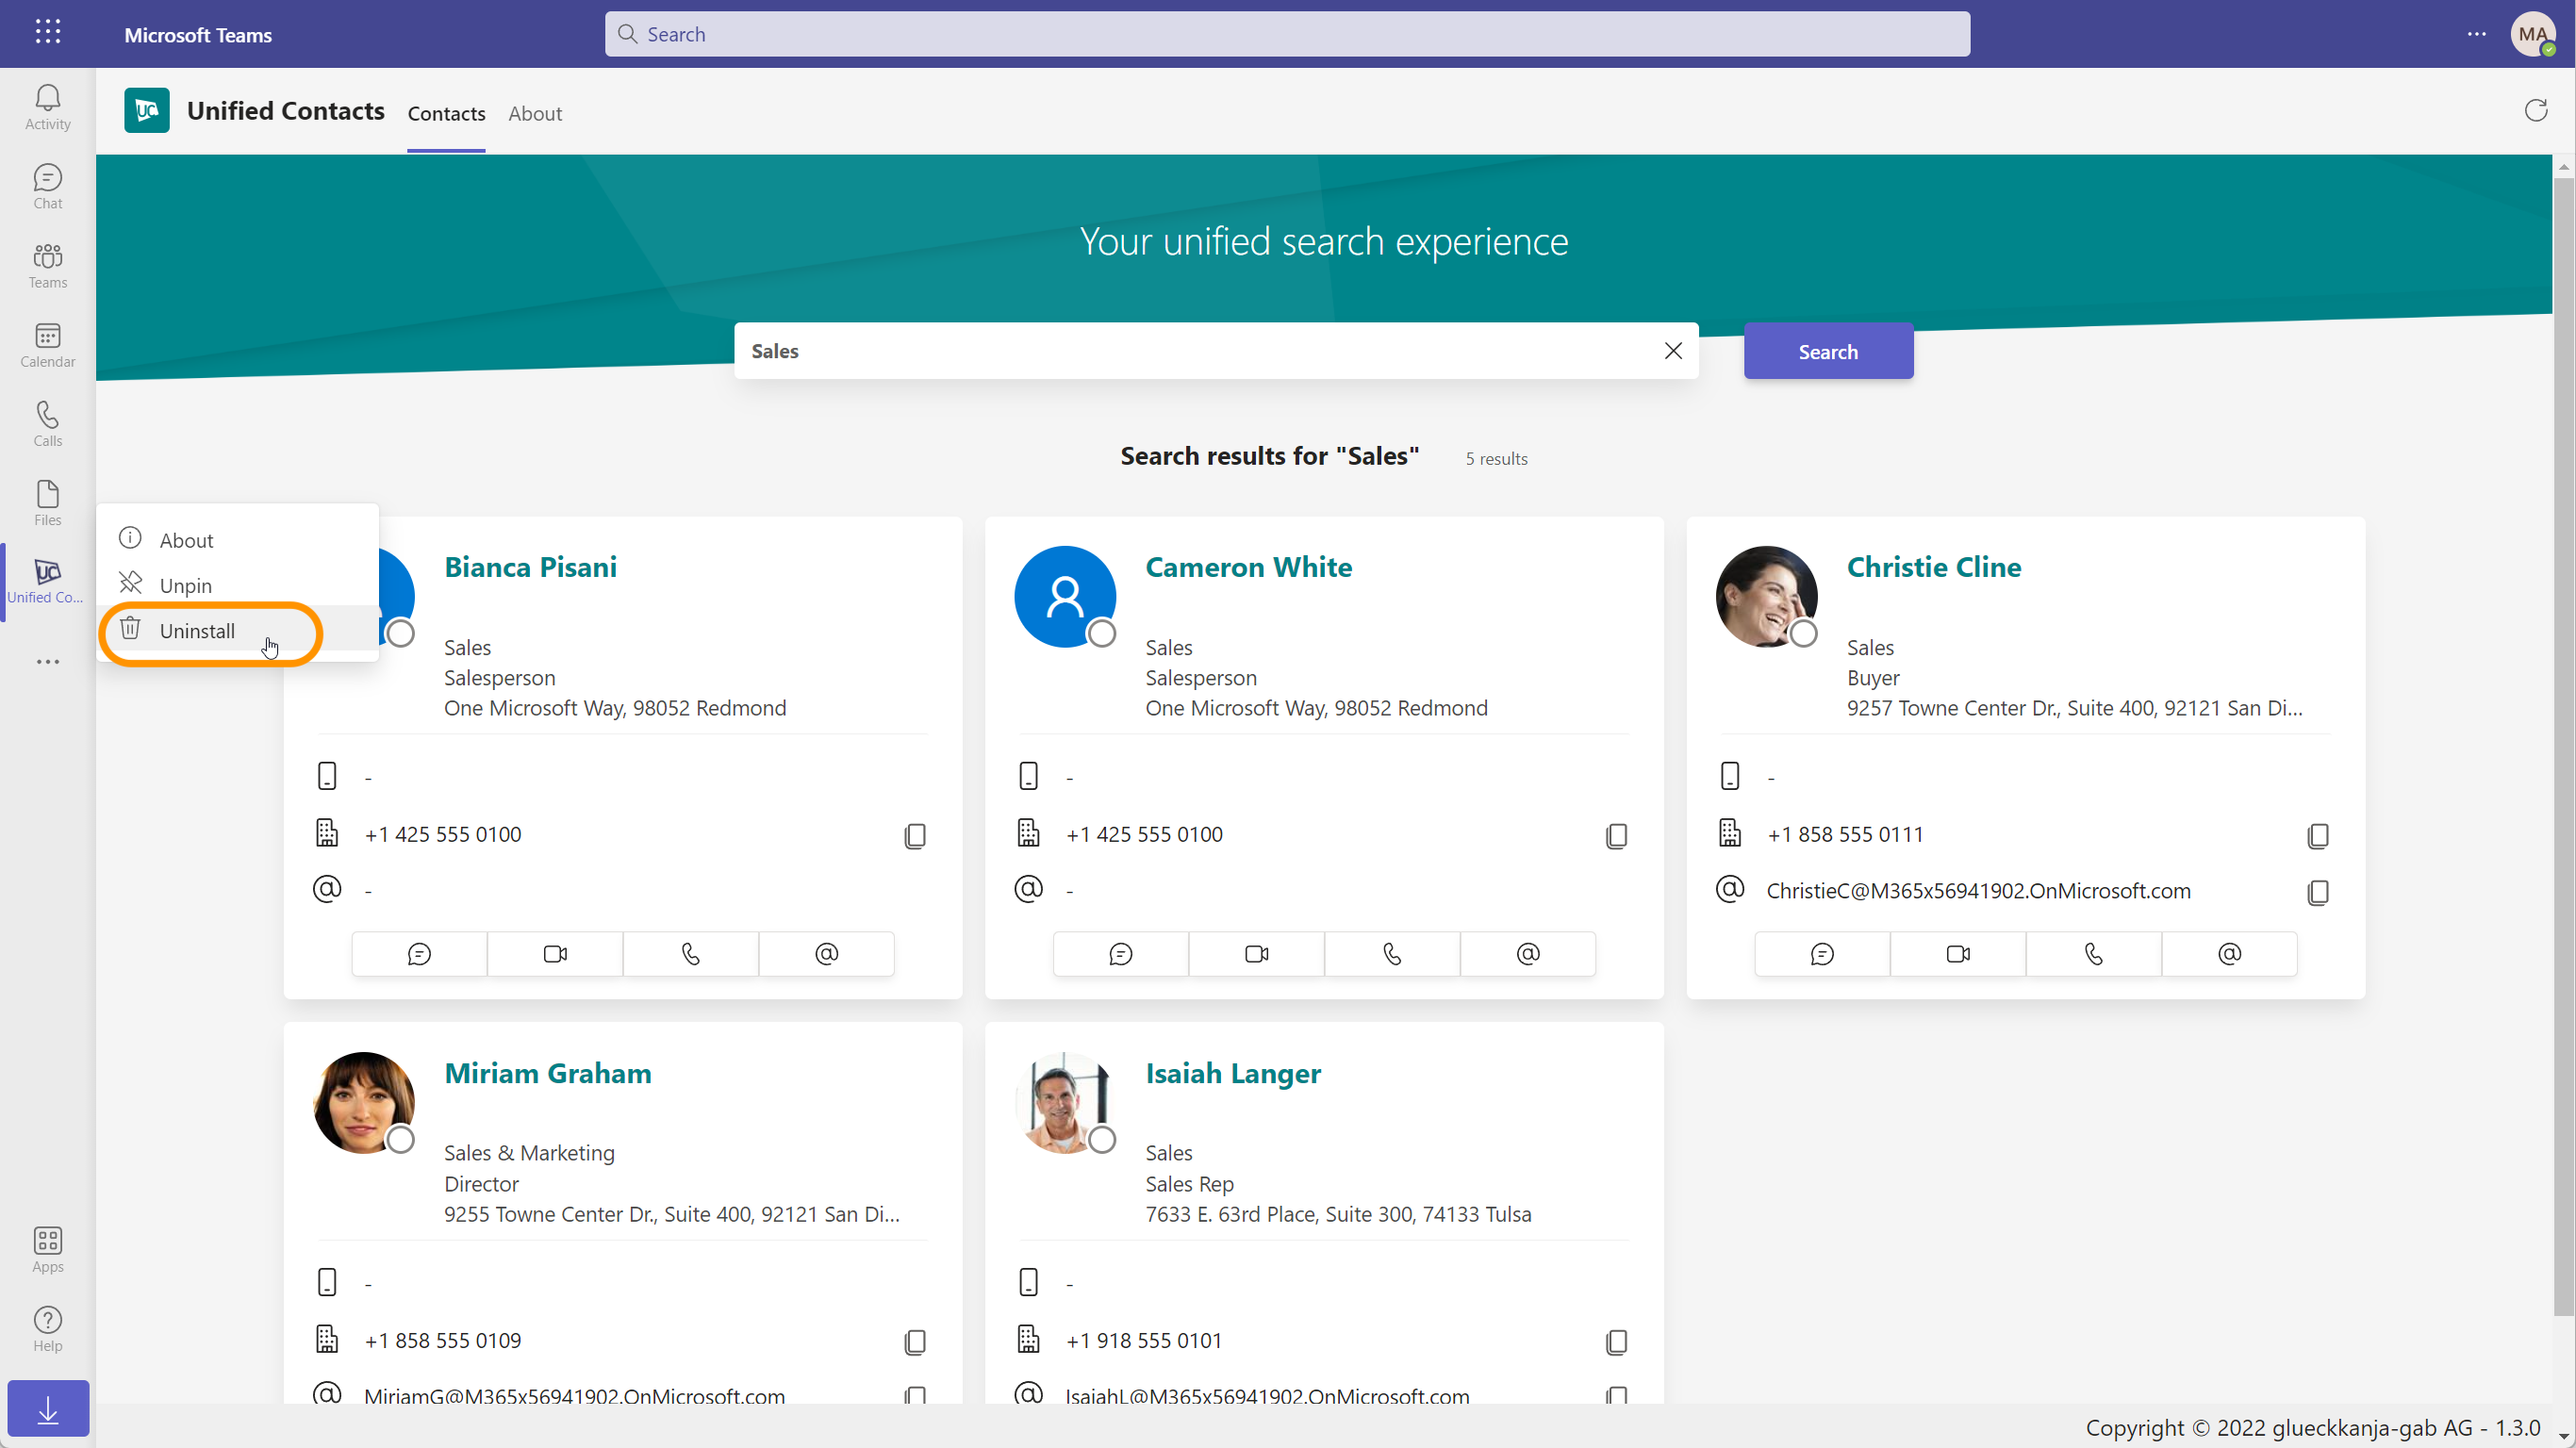 Microsoft Teams
Search
MA
Activity
Chat
Teams
Calendar
Calls
Files
Unified Co...
Apps
Help
UC
Unified Contacts
Contacts
About
Your unified search experience
Sales
Search
Search results for "Sales"
5 results
About
Unpin
Uninstall
Bianca Pisani
Sales
Salesperson
One Microsoft Way, 98052 Redmond
-
+1 425 555 0100
-
Cameron White
Sales
Salesperson
One Microsoft Way, 98052 Redmond
-
+1 425 555 0100
-
Christie Cline
Sales
Buyer
9257 Towne Center Dr., Suite 400, 92121 San Di...
-
+1 858 555 0111
ChristieC@M365x56941902.OnMicrosoft.com
Miriam Graham
Sales & Marketing
Director
9255 Towne Center Dr., Suite 400, 92121 San Di...
-
+1 858 555 0109
MiriamG@M365x56941902.OnMicrosoft.com
Isaiah Langer
Sales
Sales Rep
7633 E. 63rd Place, Suite 300, 74133 Tulsa
-
+1 918 555 0101
IsaiahL@M365x56941902.OnMicrosoft.com
Copyright © 2022 glueckkanja-gab AG - 1.3.0